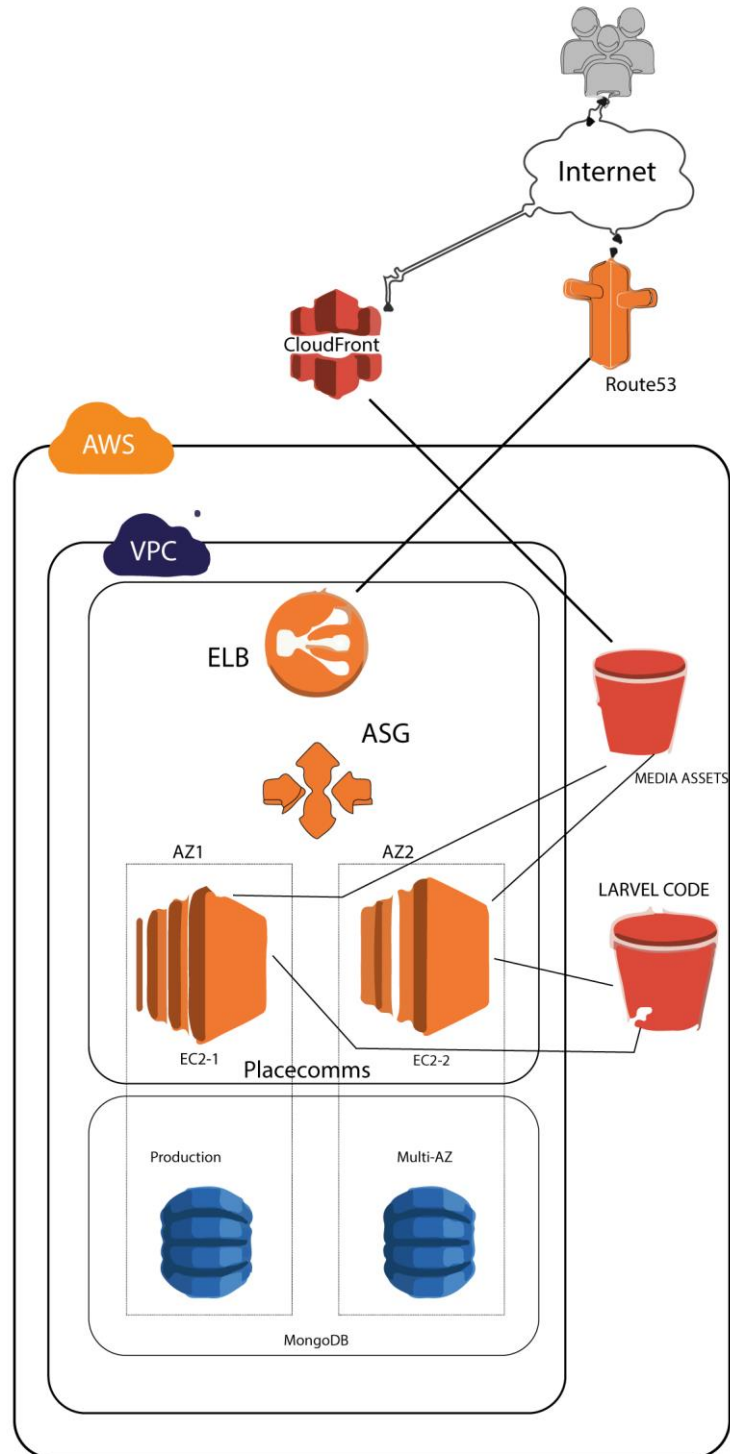 Internet
CloudFront
Route53
AWS
VPC
ELB
ASG
MEDIA ASSETS
AZ1
AZ2
LARVEL CODE
EC2-1
EC2-2
Placecomms
Production
Multi-AZ
MongoDB